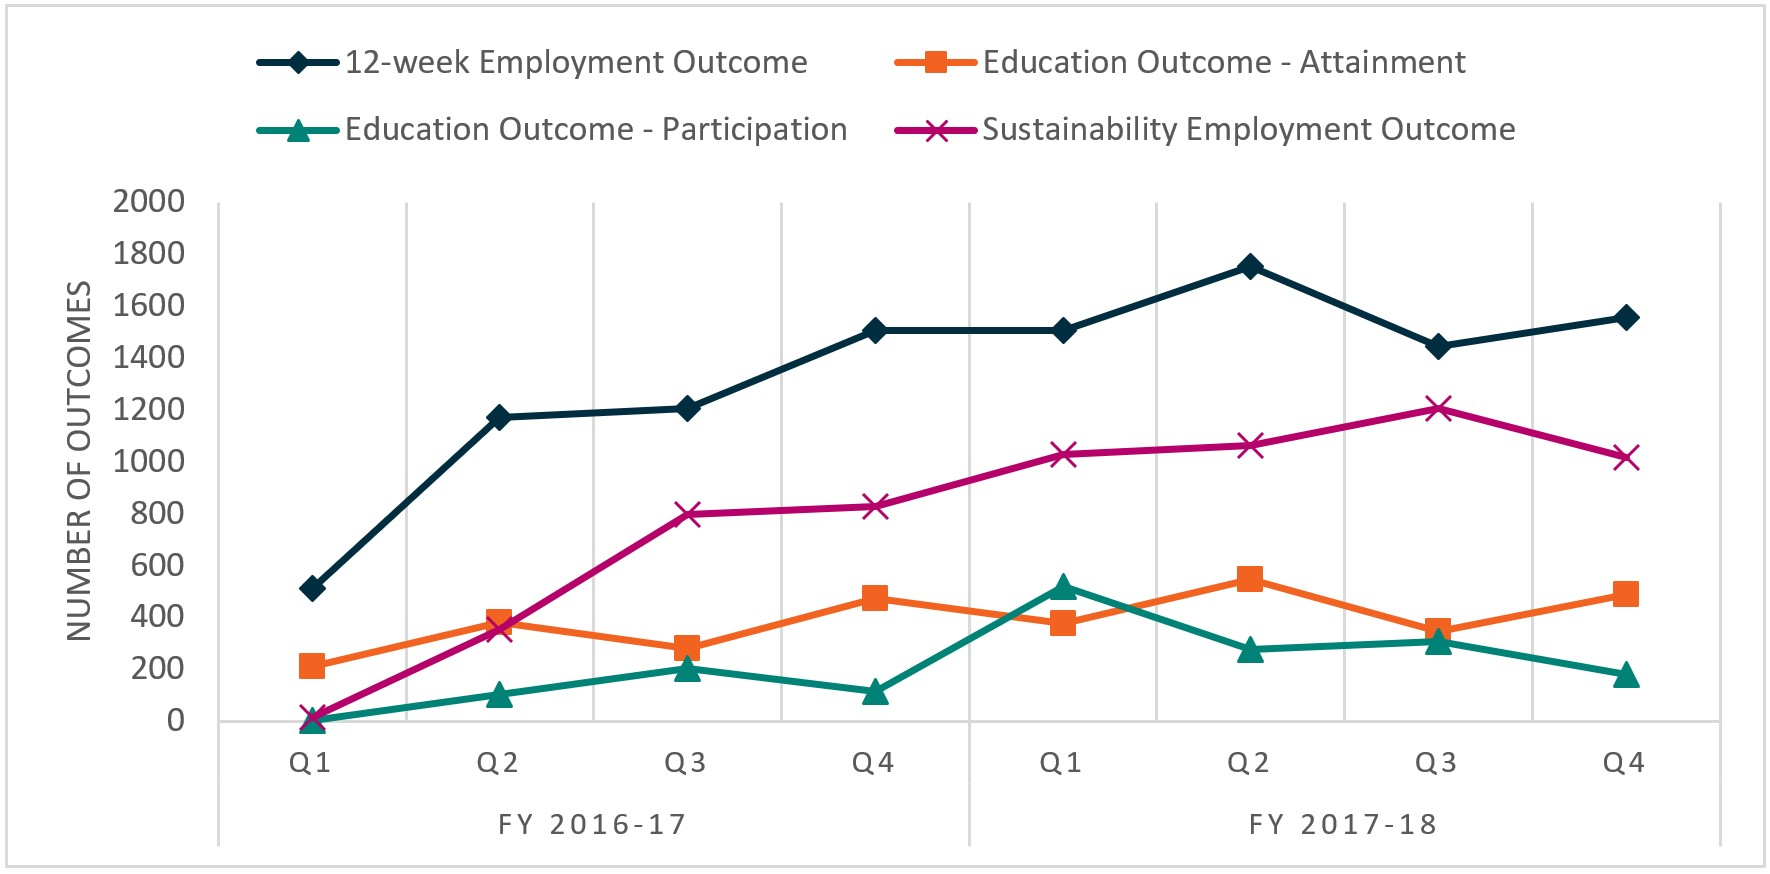 12-week Employment Outcome
Education Outcome - Attainment
Education Outcome - Participation
Sustainability Employment Outcome
NUMBER OF OUTCOMES
2000
1800
1600
1400
1200
1000
800
600
400
200
0
Q1 Q2 Q3 Q4 Q1 Q2 Q3 Q4
FY 2016-17 FY 2017-18